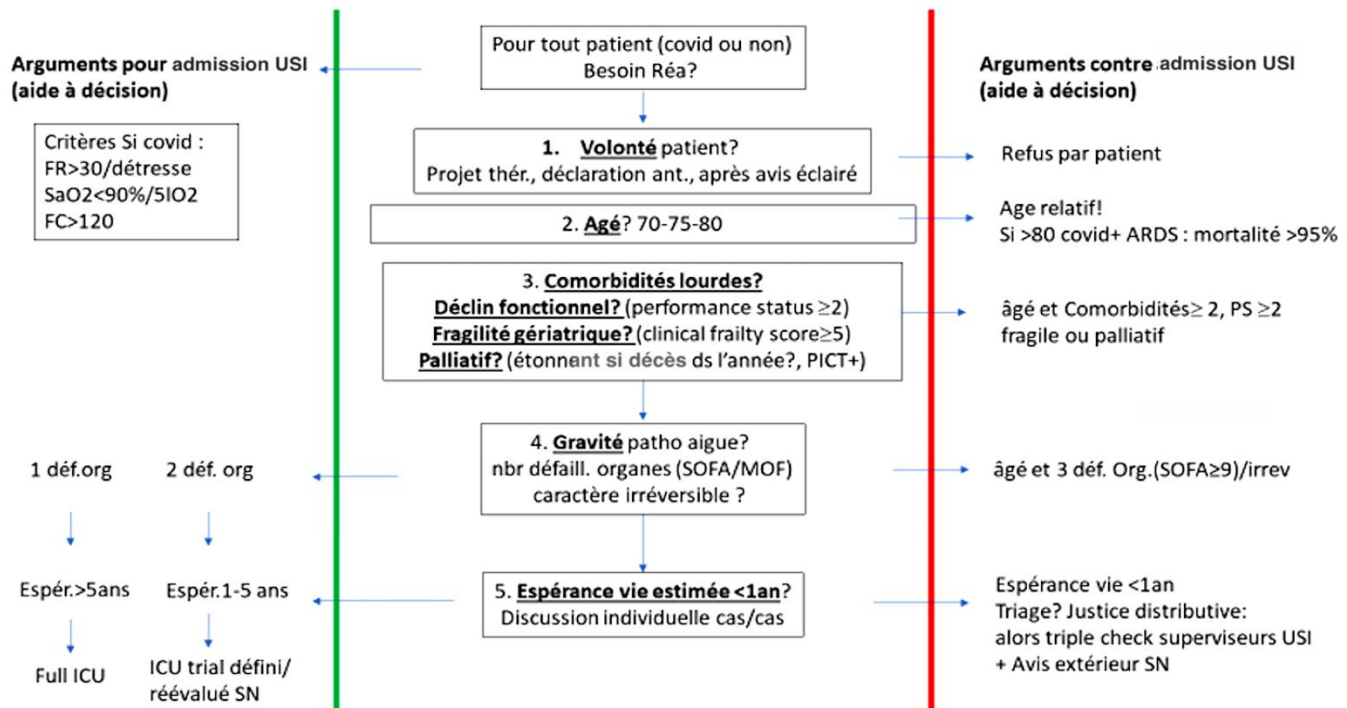 Pour tout patient (covid ou non)
Besoin Réa?
Arguments pour admission USI
(aide à décision)
Arguments contre admission USI
(aide à décision)
Critères Si covid :
FR>30/détresse
SaO2<90%/5lO2
FC>120
1. Volonté patient?
Projet thér., déclaration ant., après avis éclairé
Refus par patient
2. Agé? 70-75-80
Age relatif!
Si >80 covid+ ARDS : mortalité >95%
3. Comorbidités lourdes?
Déclin fonctionnel? (performance status ≥2)
Fragilité gériatrique? (clinical frailty score≥5)
Palliatif? (étonnant si décès ds l'année?, PICT+)
âgé et Comorbidités≥ 2, PS ≥2
fragile ou palliatif
4. Gravité patho aigue?
nbr défaill. organes (SOFA/MOF)
caractère irréversible ?
1 déf.org
2 déf. org
âgé et 3 déf. Org.(SOFA≥9)/irrev
5. Espérance vie estimée <1an?
Discussion individuelle cas/cas
Espér.>5ans
Espér.1-5 ans
Espérance vie <1an
Triage? Justice distributive:
alors triple check superviseurs USI
+ Avis extérieur SN
Full ICU
ICU trial défini/
réévalué SN